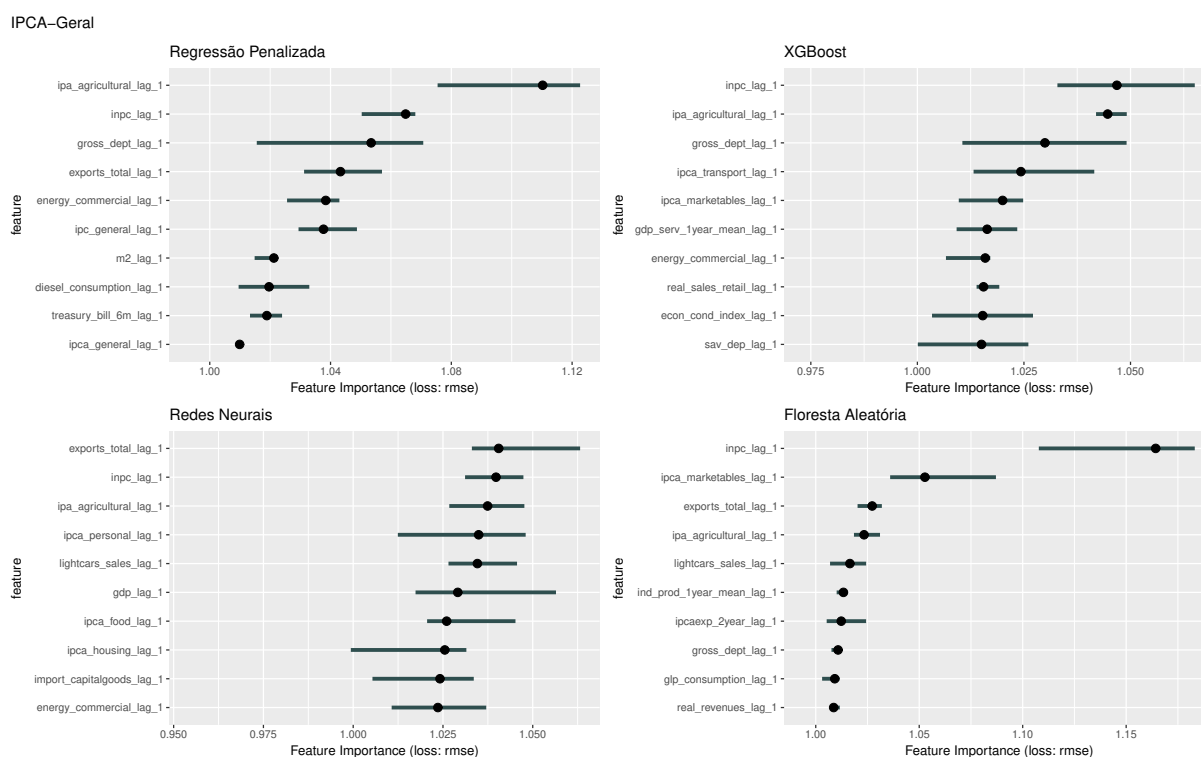 IPCA−Geral
Regressão Penalizada
feature
ipa_agricultural_lag_1
inpc_lag_1
gross_dept_lag_1
exports_total_lag_1
energy_commercial_lag_1
ipc_general_lag_1
m2_lag_1
diesel_consumption_lag_1
treasury_bill_6m_lag_1
ipca_general_lag_1
1.00 1.04 1.08 1.12
Feature Importance (loss: rmse)
XGBoost
feature
inpc_lag_1
ipa_agricultural_lag_1
gross_dept_lag_1
ipca_transport_lag_1
ipca_marketables_lag_1
gdp_serv_1year_mean_lag_1
energy_commercial_lag_1
real_sales_retail_lag_1
econ_cond_index_lag_1
sav_dep_lag_1
0.975 1.000 1.025 1.050
Feature Importance (loss: rmse)
Redes Neurais
feature
exports_total_lag_1
inpc_lag_1
ipa_agricultural_lag_1
ipca_personal_lag_1
lightcars_sales_lag_1
gdp_lag_1
ipca_food_lag_1
ipca_housing_lag_1
import_capitalgoods_lag_1
energy_commercial_lag_1
0.950 0.975 1.000 1.025 1.050
Feature Importance (loss: rmse)
Floresta Aleatória
feature
inpc_lag_1
ipca_marketables_lag_1
exports_total_lag_1
ipa_agricultural_lag_1
lightcars_sales_lag_1
ind_prod_1year_mean_lag_1
ipcaexp_2year_lag_1
gross_dept_lag_1
glp_consumption_lag_1
real_revenues_lag_1
1.00 1.05 1.10 1.15
Feature Importance (loss: rmse)